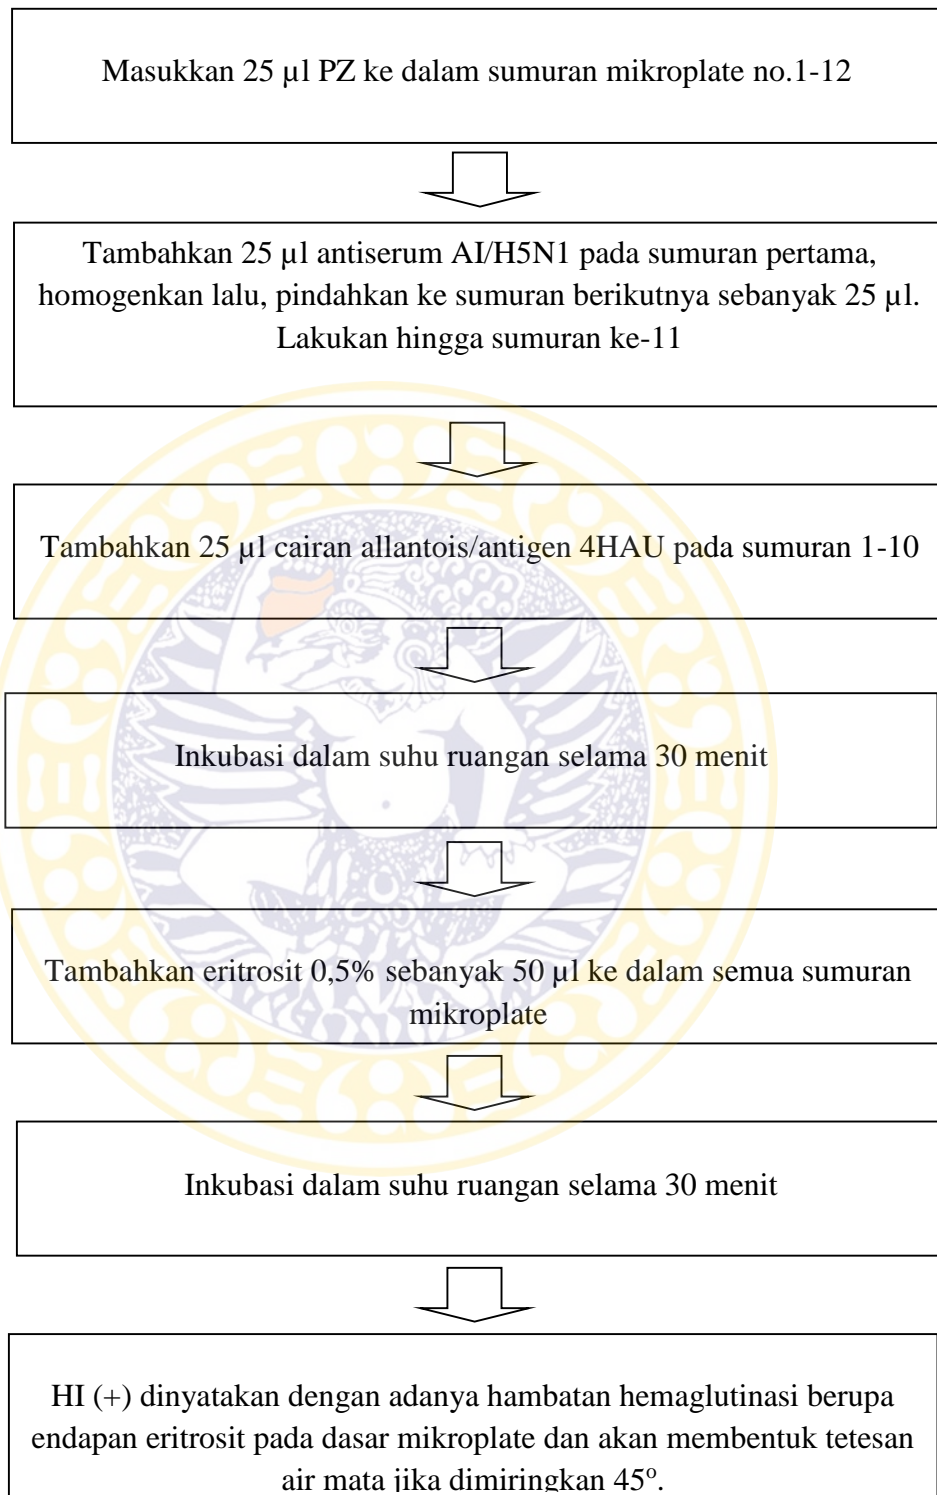 Masukkan 25 µl PZ ke dalam sumuran mikroplate no.1-12
Tambahkan 25 µl antiserum AI/H5N1 pada sumuran pertama,
homogenkan lalu, pindahkan ke sumuran berikutnya sebanyak 25 µl.
Lakukan hingga sumuran ke-11
Tambahkan 25 µl cairan allantois/antigen 4HAU pada sumuran 1-10
Inkubasi dalam suhu ruangan selama 30 menit
Tambahkan eritrosit 0,5% sebanyak 50 µl ke dalam semua sumuran
mikroplate
Inkubasi dalam suhu ruangan selama 30 menit
HI (+) dinyatakan dengan adanya hambatan hemaglutinasi berupa
endapan eritrosit pada dasar mikroplate dan akan membentuk tetesan
air mata jika dimiringkan 45°.